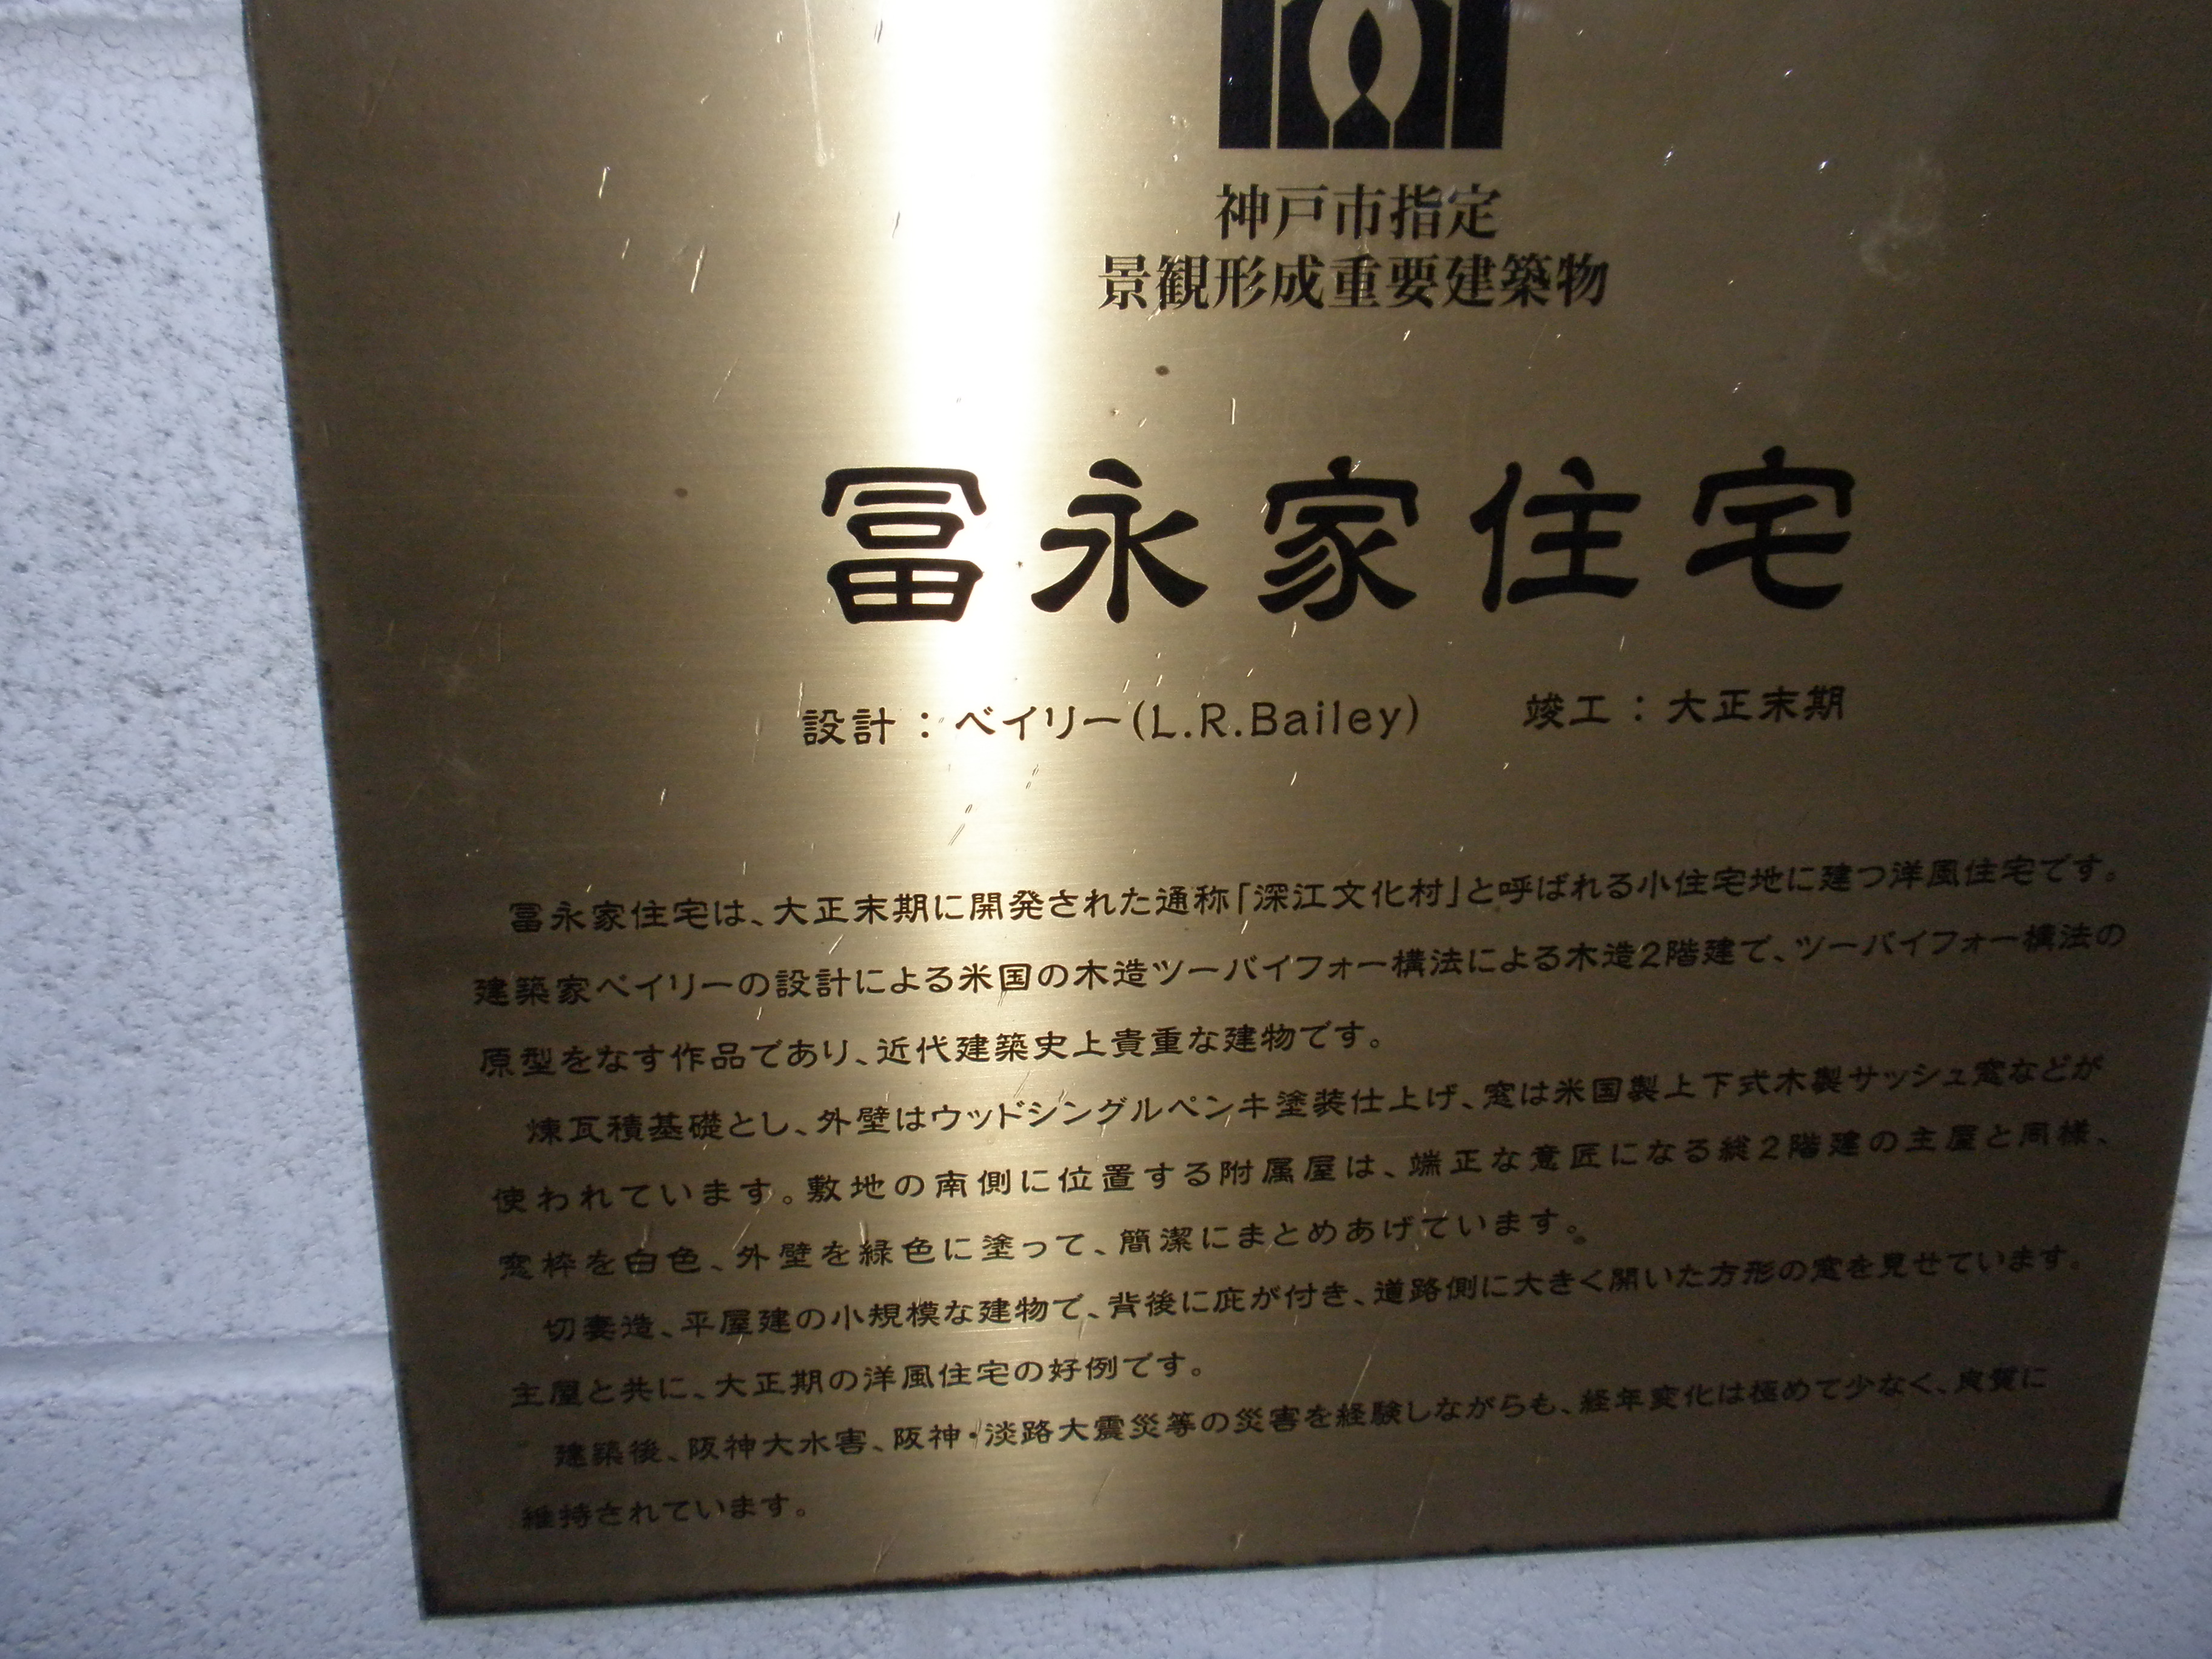 神戸市指定
景観形成重要建築物
冨永家住宅
設計：ベイリー(L.R.Bailey)　竣工：大正末期
冨永家住宅は、大正末期に開発された通称「深江文化村」と呼ばれる小住宅地に建つ洋風住宅です。
建築家ベイリーの設計による米国の木造ツーバイフォー構法による木造2階建で、ツーバイフォー構法の
原型をなす作品であり、近代建築史上貴重な建物です。
煉瓦積基礎とし、外壁はウッドシングルペンキ塗装仕上げ、窓は米国製上下式木製サッシュ窓などが
使われています。敷地の南側に位置する附属屋は、端正な意匠になる総2階建の主屋と同様、
窓枠を白色、外壁を緑色に塗って、簡潔にまとめあげています。
切妻造、平屋建の小規模な建物で、背後に庇が付き、道路側に大きく開いた方形の窓を見せています。
主屋と共に、大正期の洋風住宅の好例です。
建築後、阪神大水害、阪神・淡路大震災等の災害を経験しながらも、経年変化は極めて少なく、良質に
維持されています。